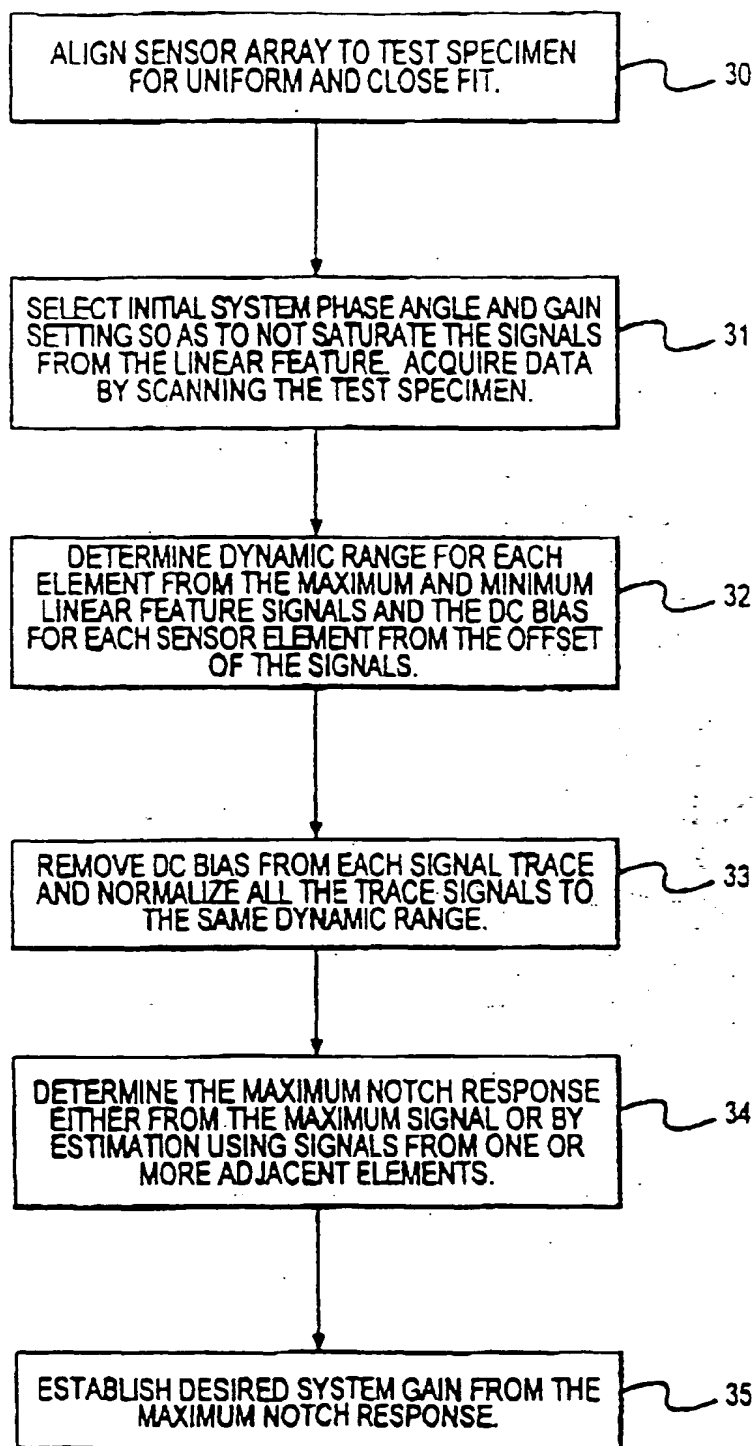 ALIGN SENSOR ARRAY TO TEST SPECIMEN
FOR UNIFORM AND CLOSE FIT.
30
SELECT INITIAL SYSTEM PHASE ANGLE AND GAIN
SETTING SO AS TO NOT SATURATE THE SIGNALS
FROM THE LINEAR FEATURE. ACQUIRE DATA
BY SCANNING THE TEST SPECIMEN.
31
DETERMINE DYNAMIC RANGE FOR EACH
ELEMENT FROM THE MAXIMUM AND MINIMUM
LINEAR FEATURE SIGNALS AND THE DC BIAS
FOR EACH SENSOR ELEMENT FROM THE OFFSET
OF THE SIGNALS.
32
REMOVE DC BIAS FROM EACH SIGNAL TRACE
AND NORMALIZE ALL THE TRACE SIGNALS TO
THE SAME DYNAMIC RANGE.
33
DETERMINE THE MAXIMUM NOTCH RESPONSE
EITHER FROM THE MAXIMUM SIGNAL OR BY
ESTIMATION USING SIGNALS FROM ONE OR
MORE ADJACENT ELEMENTS.
34
ESTABLISH DESIRED SYSTEM GAIN FROM THE
MAXIMUM NOTCH RESPONSE.
35